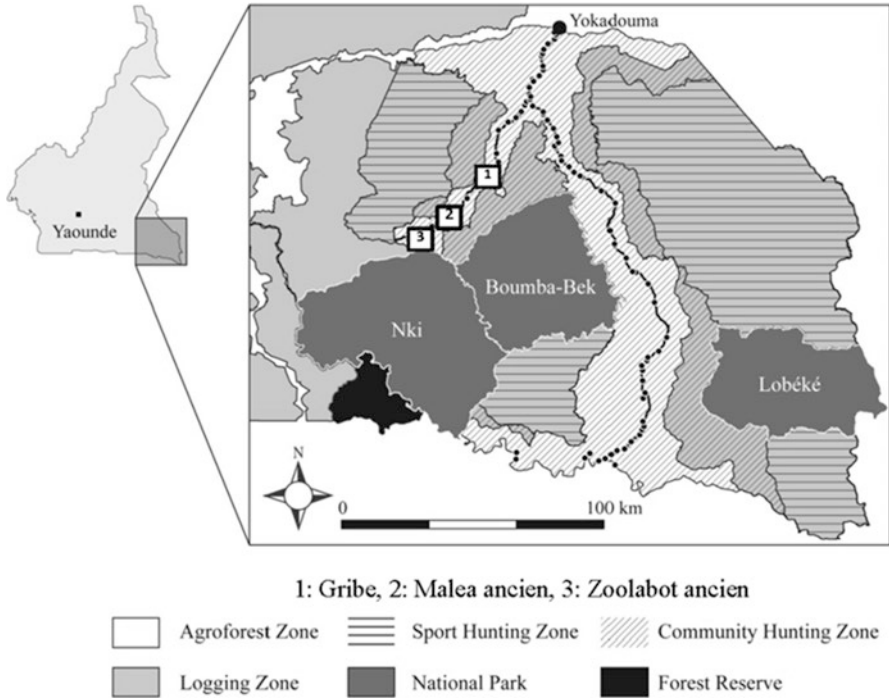 Yokadouma
Yaounde
1
2
3
Boumba-Bek
Nki
Lobéké
N
0 100 km
1: Gribe, 2: Malea ancien, 3: Zoolabot ancien
Agroforest Zone Sport Hunting Zone Community Hunting Zone
Logging Zone National Park Forest Reserve